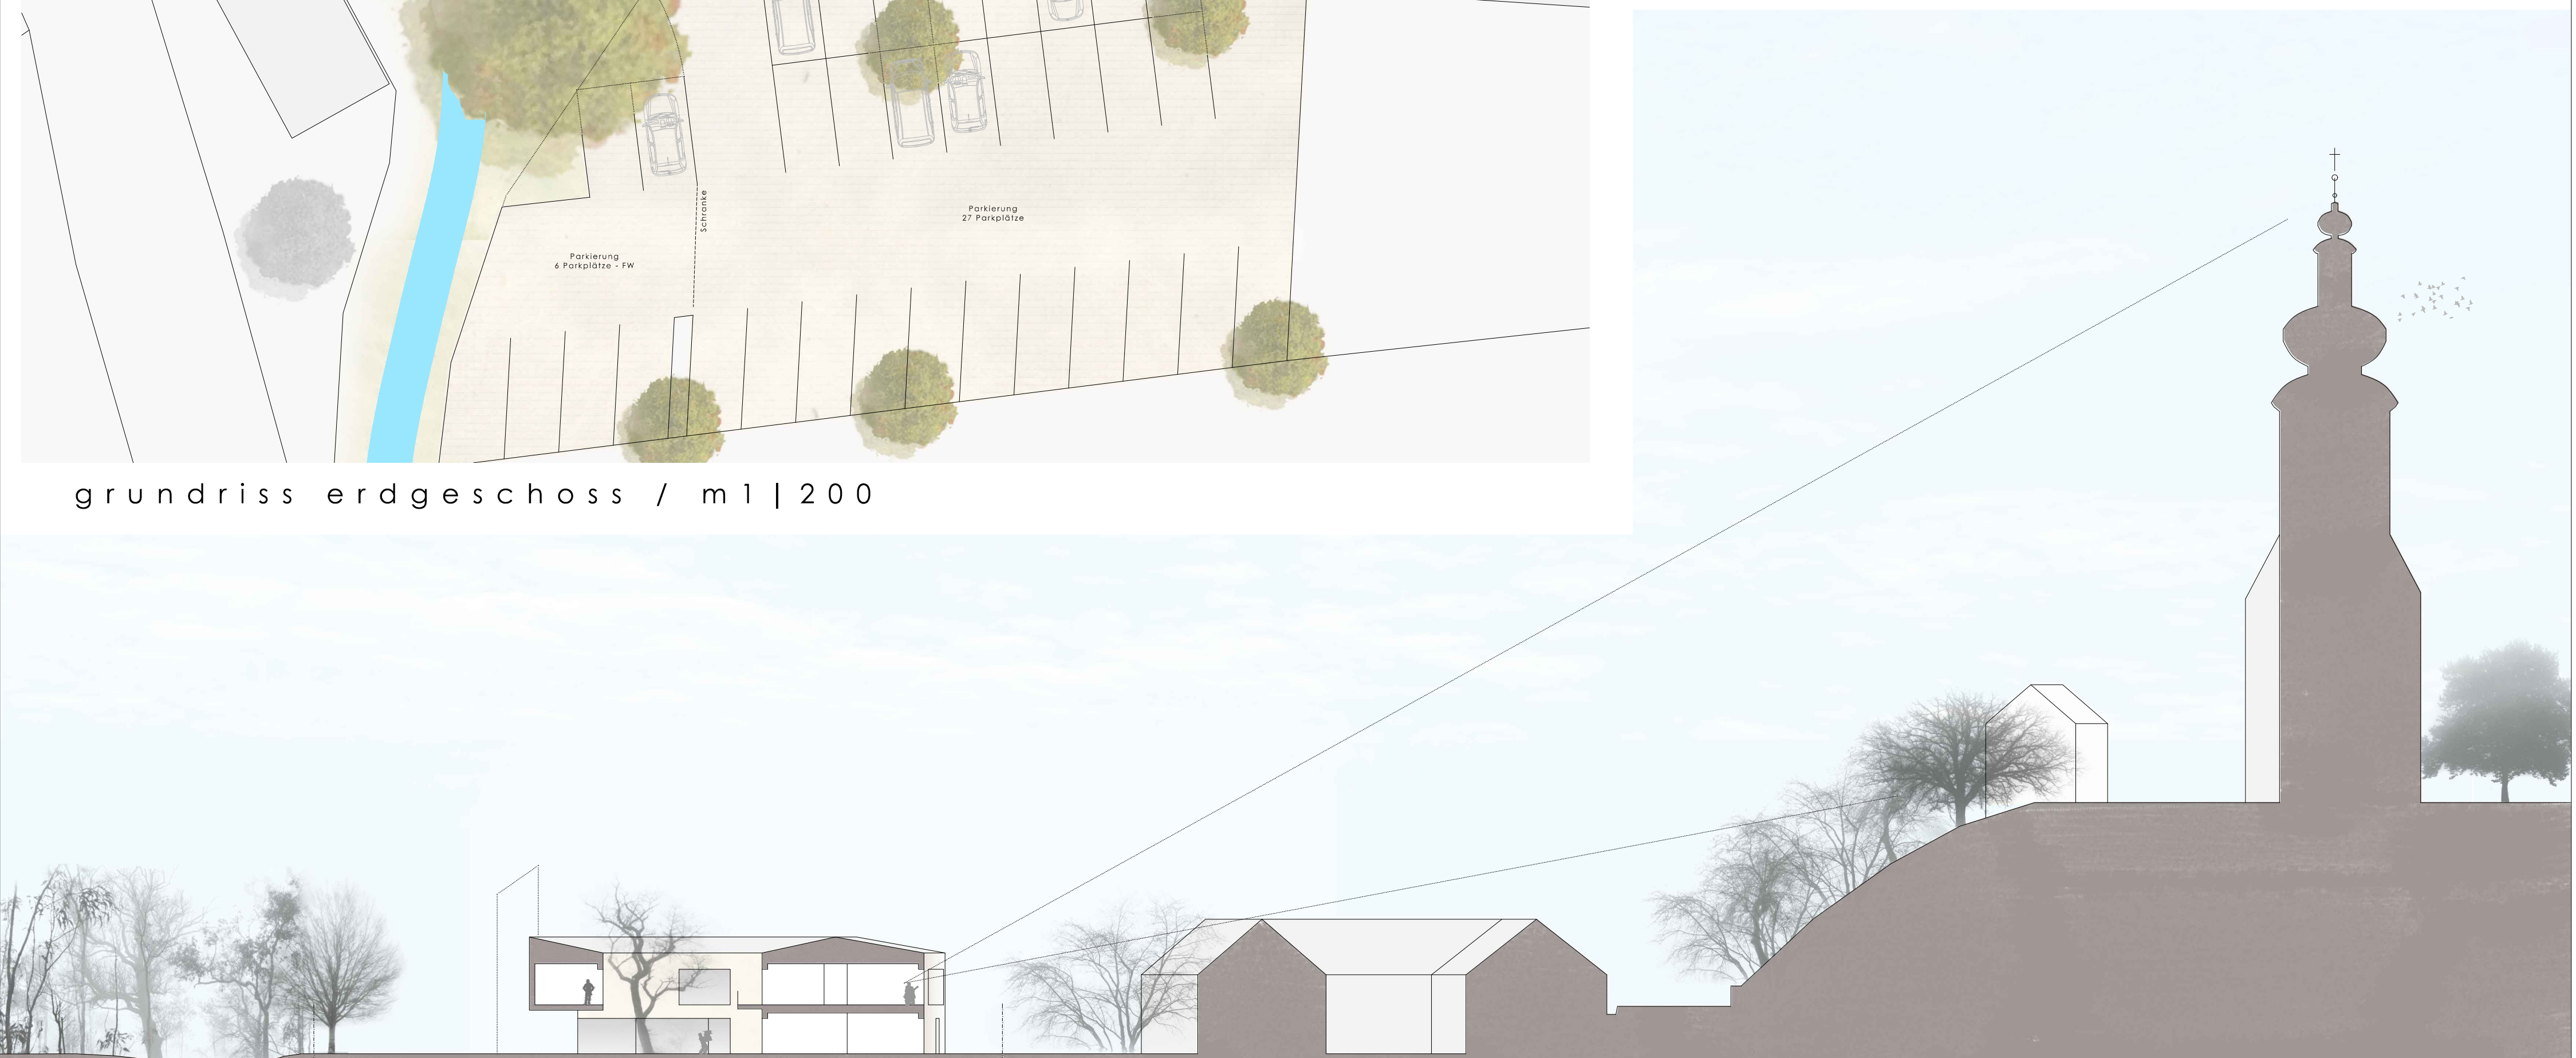 Schranke
Parkierung
27 Parkplätze
Parkierung
6 Parkplätze - FW
grundriss erdgeschoss / m1|200